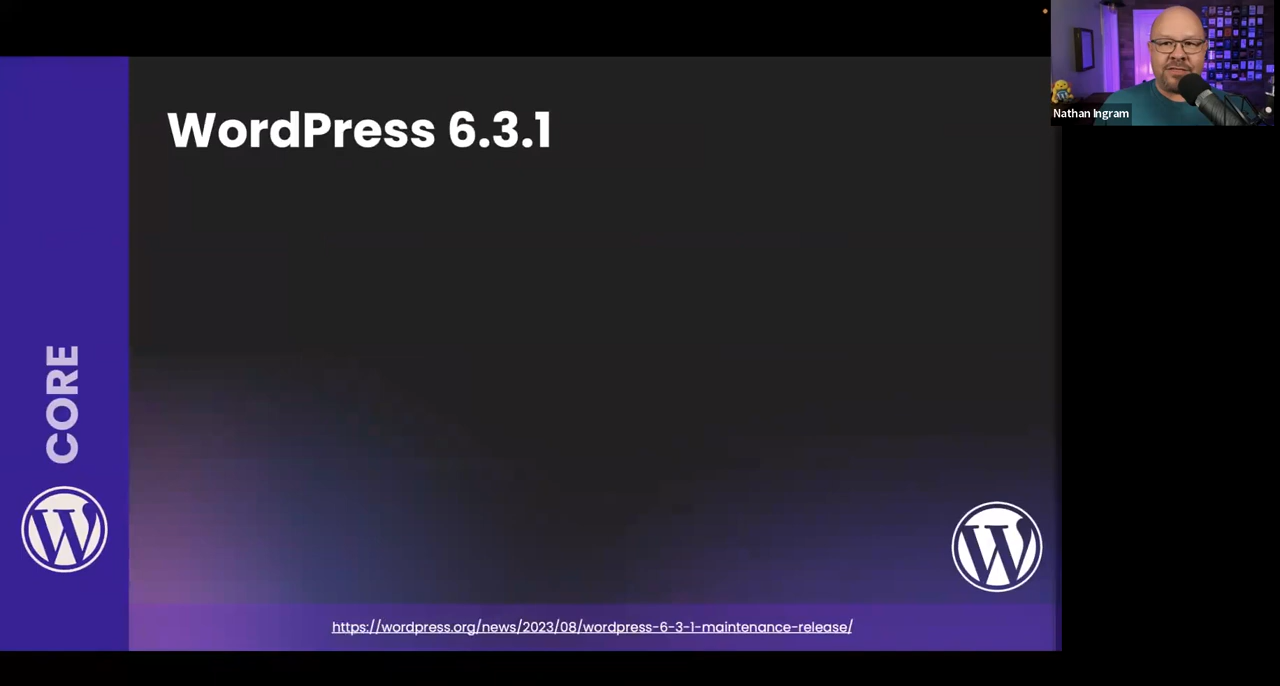 WordPress 6.3.1
Nathan Ingram
CORE
https://wordpress.org/news/2023/08/wordpress-6-3-1-maintenance-release/